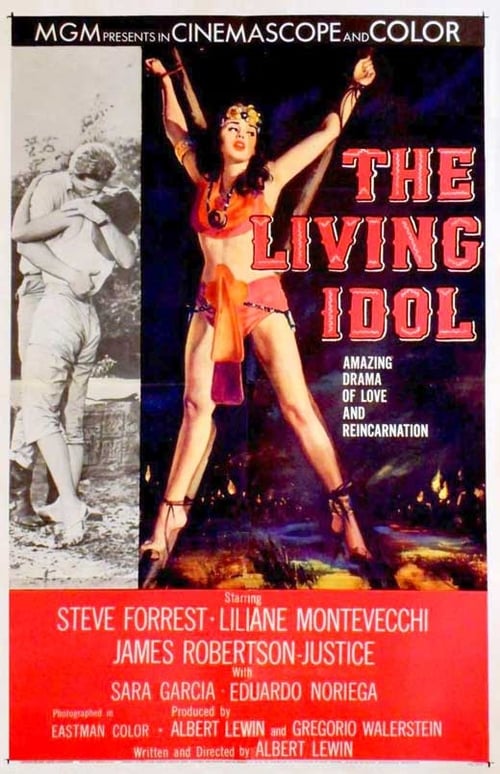 MGM PRESENTS IN CINEMASCOPE AND COLOR
THE
LIVING
IDOL
AMAZING
DRAMA
OF LOVE
AND
REINCARNATION
Starring
STEVE FORREST · LILIANE MONTEVECCHI
JAMES ROBERTSON-JUSTICE
With
SARA GARCIA · EDUARDO NORIEGA
Photographed in
EASTMAN COLOR · Produced by ALBERT LEWIN and GREGORIO WALERSTEIN
Written and Directed by ALBERT LEWIN